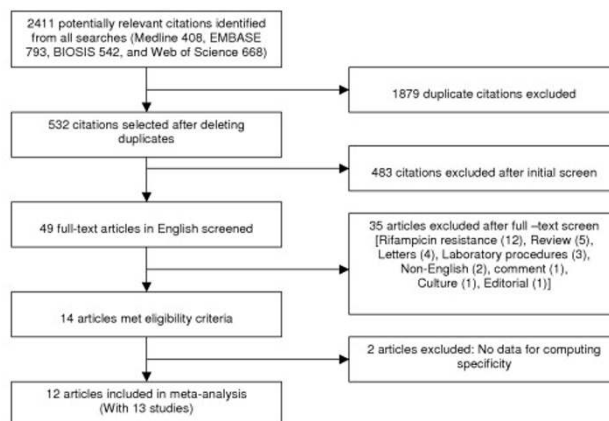 2411 potentially relevant citations identified
from all searches (Medline 408, EMBASE
793, BIOSIS 542, and Web of Science 668)
1879 duplicate citations excluded
532 citations selected after deleting
duplicates
483 citations excluded after initial screen
49 full-text articles in English screened
35 articles excluded after full –text screen
[Rifampicin resistance (12), Review (5),
Letters (4), Laboratory procedures (3),
Non-English (2), comment (1),
Culture (1), Editorial (1)]
14 articles met eligibility criteria
2 articles excluded: No data for computing
specificity
12 articles included in meta-analysis
(With 13 studies)